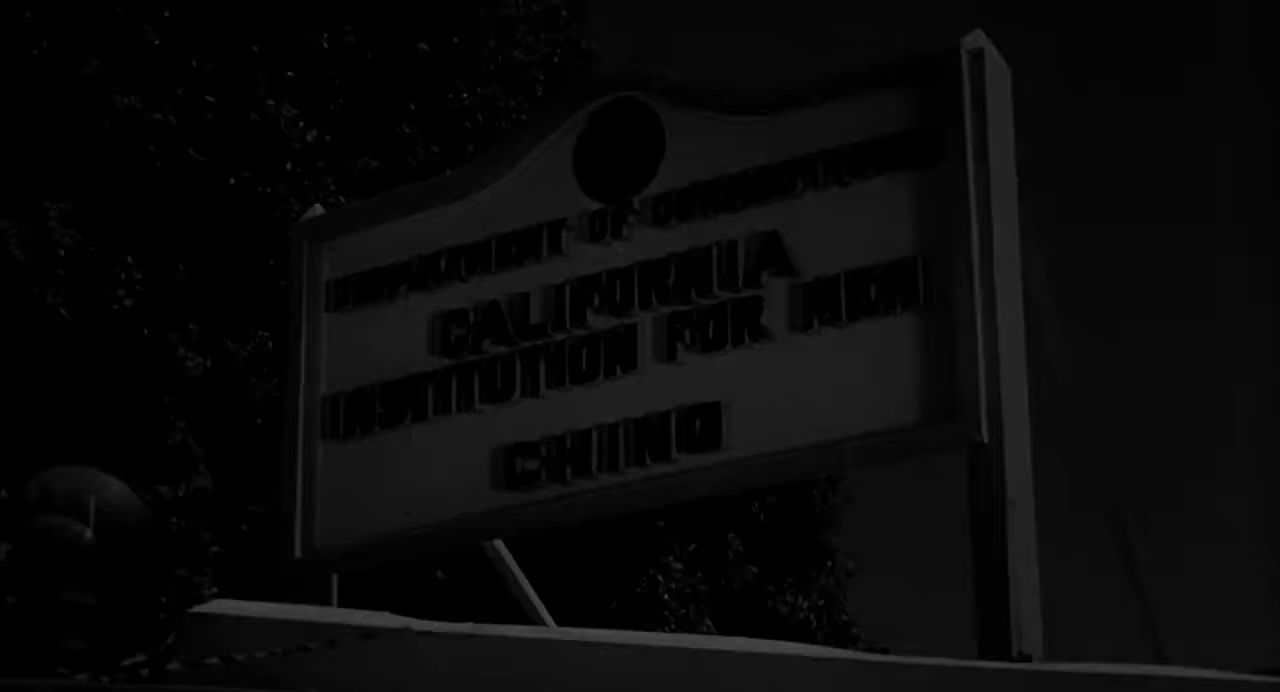 DEPARTMENT OF CORRECTIONS
CALIFORNIA
INSTITUTION FOR MEN
CHINO